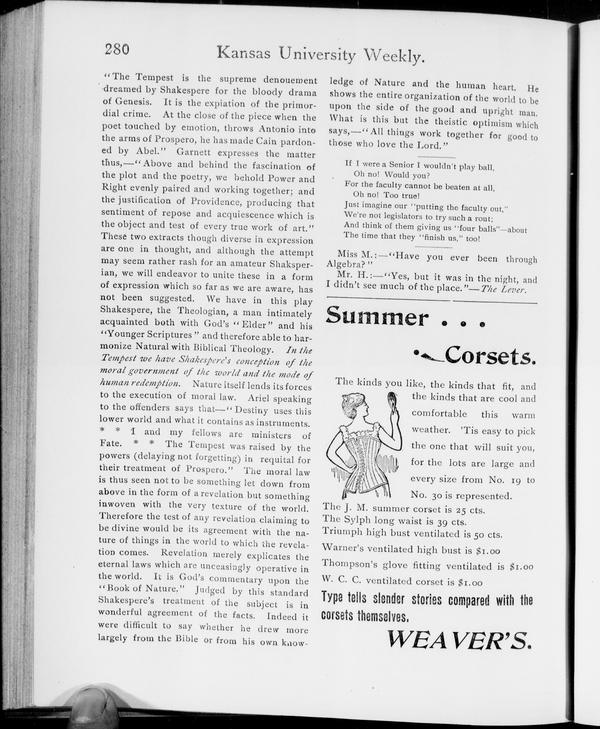 280
Kansas University Weekly.
"The Tempest is the supreme denouement
dreamed by Shakespere for the bloody drama
of Genesis. It is the expiation of the primor-
dial crime. At the close of the piece when the
poet touched by emotion, throws Antonio into
the arms of Prospero, he has made Cain pardon-
ed by Abel." Garnett expresses the matter
thus,—"Above and behind the fascination of
the plot and the poetry, we behold Power and
Right evenly paired and working together; and
the justification of Providence, producing that
sentiment of repose and acquiescence which is
the object and test of every true work of art."
These two extracts though diverse in expression
are one in thought, and although the attempt
may seem rather rash for an amateur Shaksper-
ian, we will endeavor to unite these in a form
of expression which so far as we are aware, has
not been suggested. We have in this play
Shakespere, the Theologian, a man intimately
acquainted both with God's "Elder" and his
"Younger Scriptures" and therefore able to har-
monize Natural with Biblical Theology. In the
Tempest we have Shakespere's conception of the
moral government of the world and the mode of
human redemption. Nature itself lends its forces
to the execution of moral law. Ariel speaking
to the offenders says that—"Destiny uses this
lower world and what it contains as instruments.
* * I and my fellows are ministers of
Fate. * * The Tempest was raised by the
powers (delaying not forgetting) in requital for
their treatment of Prospero." The moral law
is thus seen not to be something let down from
above in the form of a revelation but something
inwoven with the very texture of the world.
Therefore the test of any revelation claiming to
be divine would be its agreement with the na-
ture of things in the world to which the revela-
tion comes. Revelation merely explicates the
eternal laws which are unceasingly operative in
the world. It is God's commentary upon the
"Book of Nature." Judged by this standard
Shakespere's treatment of the subject is in
wonderful agreement of the facts. Indeed it
were difficult to say whether he drew more
largely from the Bible or from his own know-
ledge of Nature and the human heart. He
shows the entire organization of the world to be
upon the side of the good and upright man.
What is this but the theistic optimism which
says,—"All things work together for good to
those who love the Lord."
If I were a Senior I wouldn't play ball,
Oh no! Would you?
For the faculty cannot be beaten at all,
Oh no! Too true!
Just imagine our "putting the faculty out,"
We're not legislators to try such a rout;
And think of them giving us "four balls"—about
The time that they "finish us," too!
Miss M.:—"Have you ever been through
Algebra?"
Mr. H.:—"Yes, but it was in the night, and
I didn't see much of the place."—The Lever.
Summer . . .
Corsets.
The kinds you like, the kinds that fit, and
the kinds that are cool and
comfortable this warm
weather. 'Tis easy to pick
the one that will suit you,
for the lots are large and
every size from No. 19 to
No. 30 is represented.
The J. M. summer corset is 25 cts.
The Sylph long waist is 39 cts.
Triumph high bust ventilated is 50 cts.
Warner's ventilated high bust is $1.00
Thompson's glove fitting ventilated is $1.00
W. C. C. ventilated corset is $1.00
Type tells slender stories compared with the
corsets themselves.
WEAVER'S.